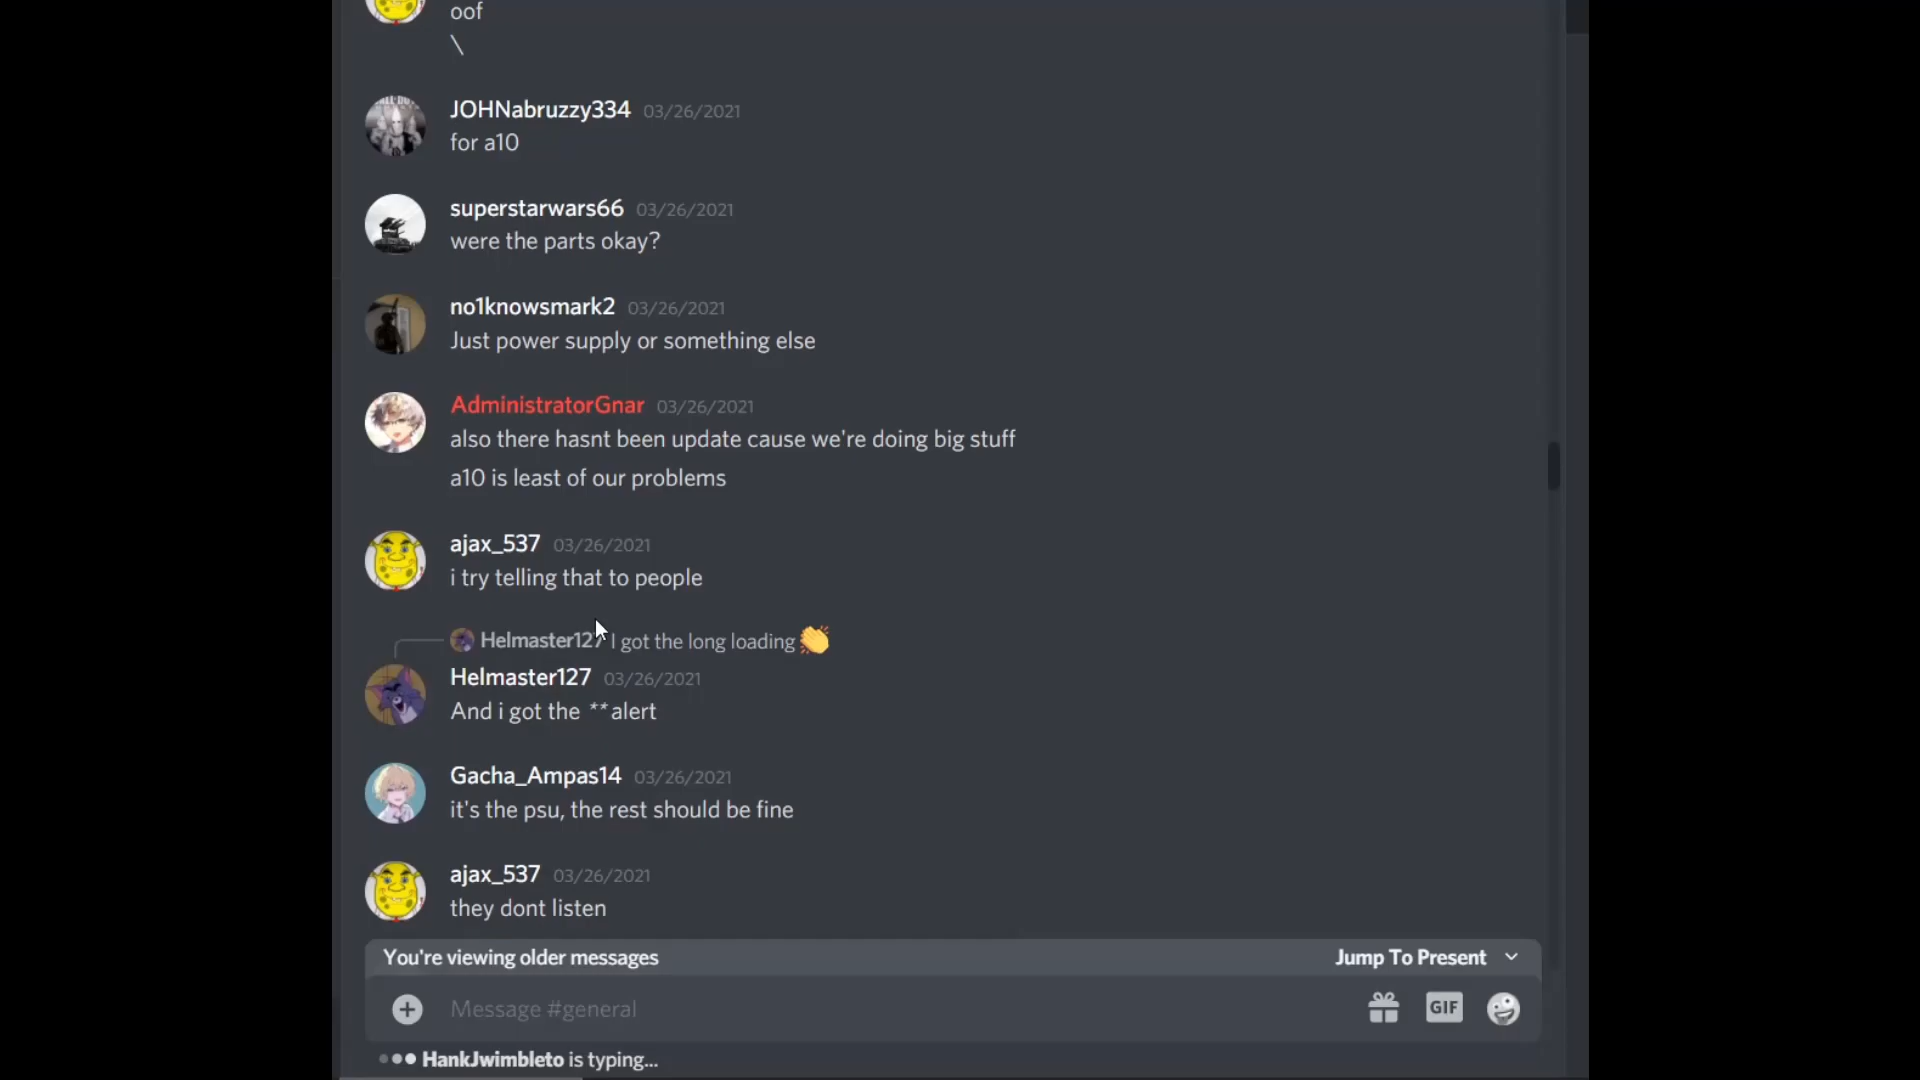 oof
\
JOHNabruzzy334 03/26/2021
for a10
superstarwars66 03/26/2021
were the parts okay?
no1knowsmark2 03/26/2021
Just power supply or something else
AdministratorGnar 03/26/2021
also there hasnt been update cause we're doing big stuff
a10 is least of our problems
ajax_537 03/26/2021
i try telling that to people
Helmaster127 I got the long loading 👏
Helmaster127 03/26/2021
And i got the **alert
Gacha_Ampas14 03/26/2021
it's the psu, the rest should be fine
ajax_537 03/26/2021
they dont listen
You're viewing older messages Jump To Present
Message #general GIF
HankJwimbleto is typing...